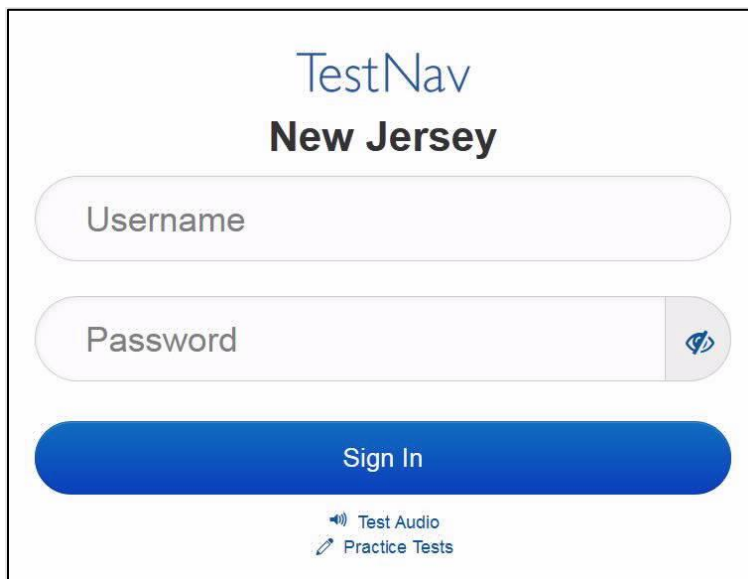 TestNav
New Jersey
Username
Password
Sign In
Test Audio
Practice Tests